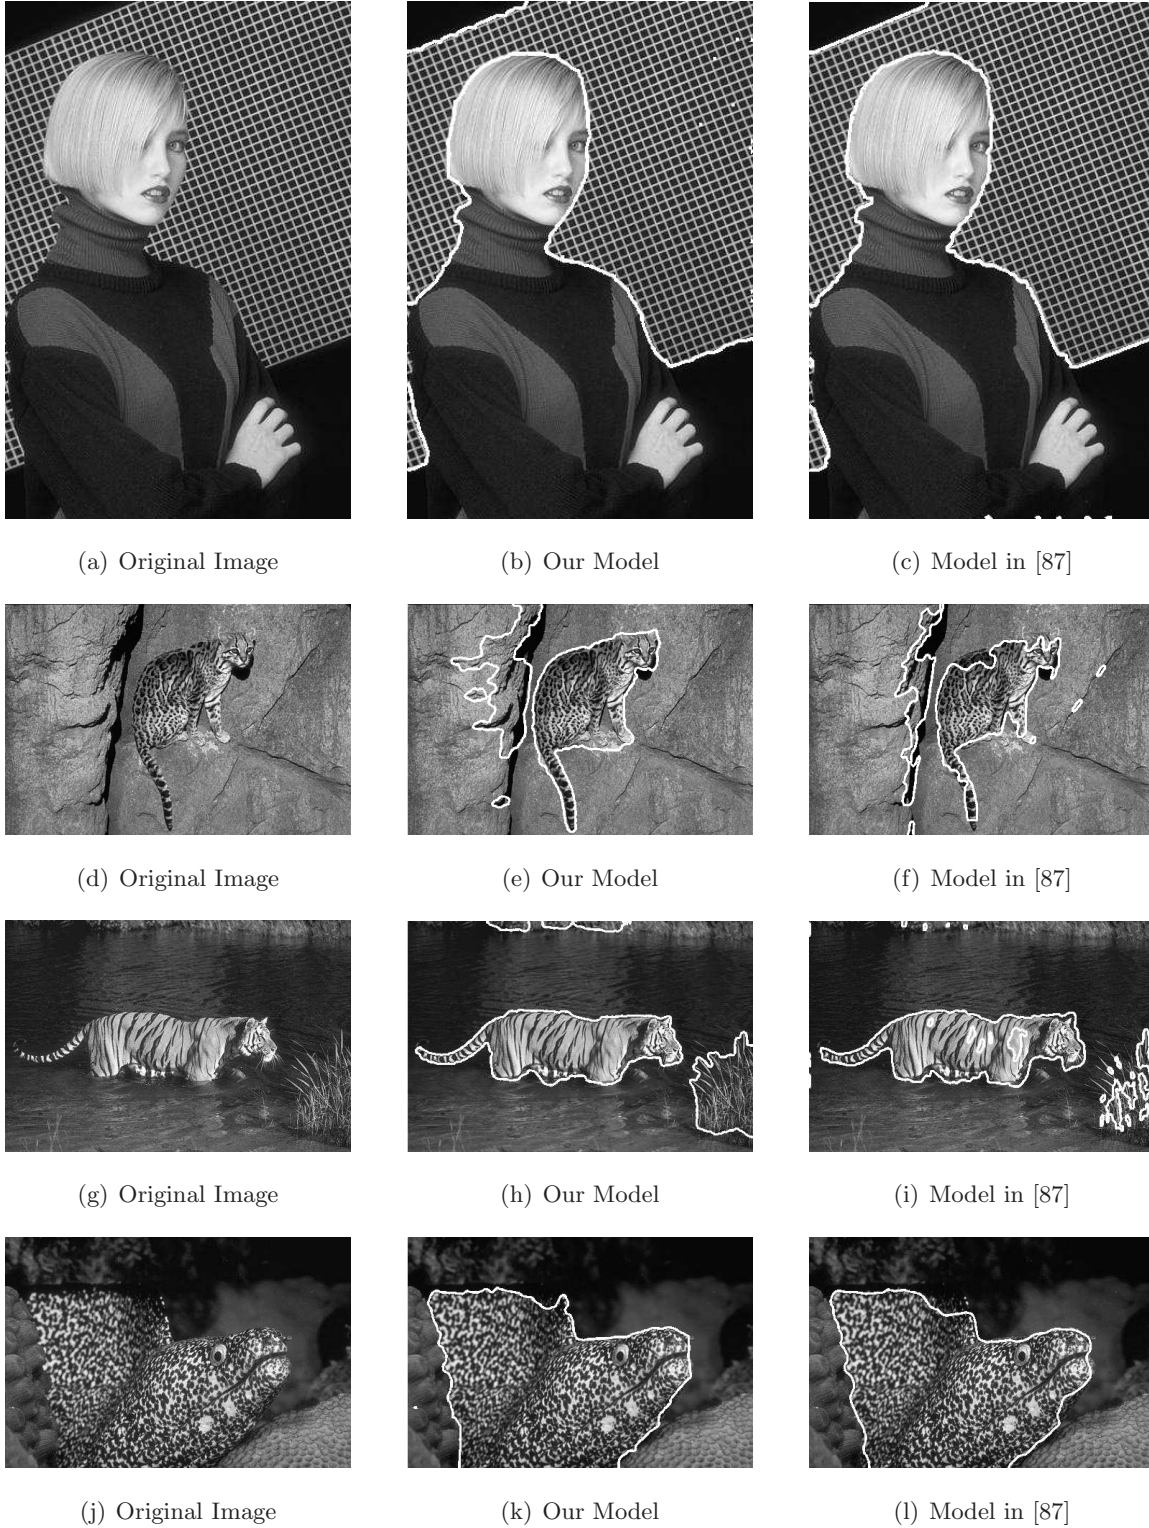 (a) Original Image
(b) Our Model
(c) Model in [87]
(d) Original Image
(e) Our Model
(f) Model in [87]
(g) Original Image
(h) Our Model
(i) Model in [87]
(j) Original Image
(k) Our Model
(l) Model in [87]